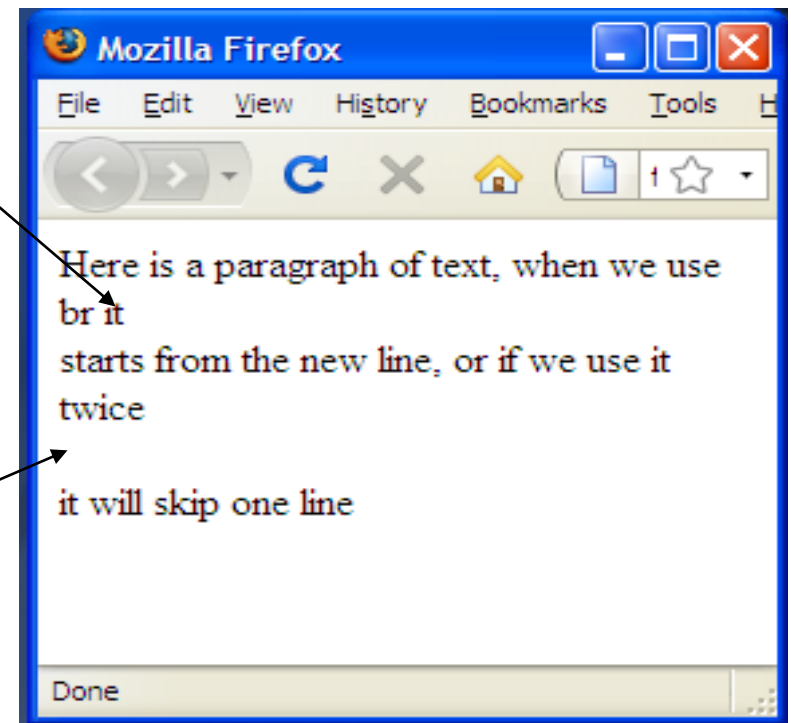 Mozilla Firefox
File Edit View History Bookmarks Tools H
Here is a paragraph of text, when we use
br it
starts from the new line, or if we use it
twice
it will skip one line
Done